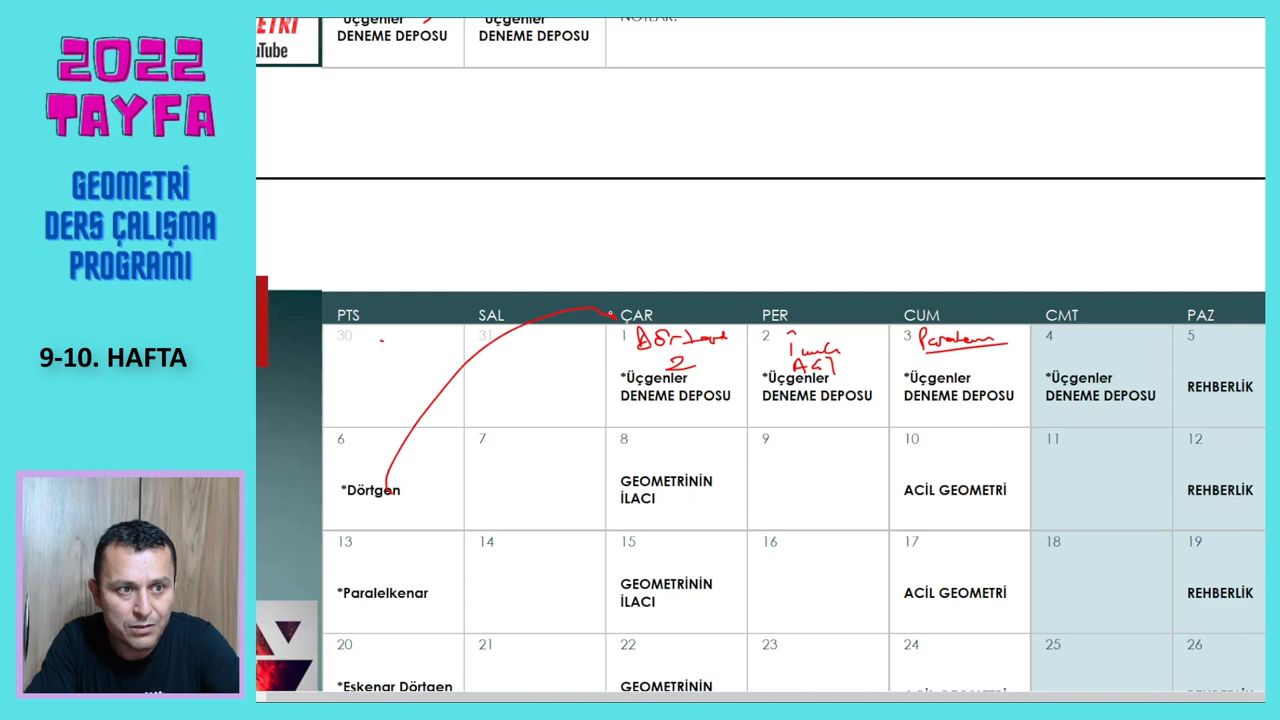 2022
TAYFA
GEOMETRİ
DERS ÇALIŞMA
PROGRAMI
9-10. HAFTA
uTube
Üçgenler
DENEME DEPOSU
Üçgenler
DENEME DEPOSU
NOTLAR:
PTS SAL ÇAR PER CUM CMT PAZ
30 31 1 2 3 4 5
2
*Üçgenler
DENEME DEPOSU
*Üçgenler
DENEME DEPOSU
*Üçgenler
DENEME DEPOSU
*Üçgenler
DENEME DEPOSU
REHBERLİK
6 7 8 9 10 11 12
*Dörtgen
GEOMETRİNİN
İLACI
ACİL GEOMETRİ
REHBERLİK
13 14 15 16 17 18 19
*Paralelkenar
GEOMETRİNİN
İLACI
ACİL GEOMETRİ
REHBERLİK
20 21 22 23 24 25 26
*Eşkenar Dörtgen
GEOMETRİNİN